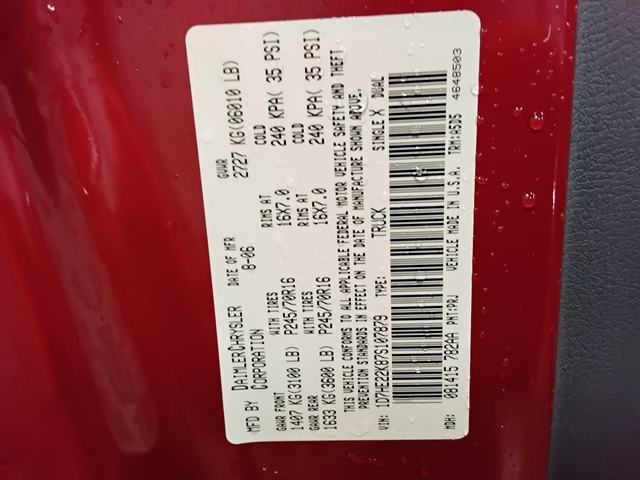 MFD BY DAIMLERCHRYSLER CORPORATION
DATE OF MFR 8-06
GVWR 2727 KG(06010 LB)
GAWR FRONT WITH TIRES RIMS AT COLD
1407 KG(3100 LB) P245/70R16 16X7.0 240 KPA( 35 PSI)
GAWR REAR WITH TIRES RIMS AT COLD
1633 KG(3600 LB) P245/70R16 16X7.0 240 KPA( 35 PSI)
THIS VEHICLE CONFORMS TO ALL APPLICABLE FEDERAL MOTOR VEHICLE SAFETY AND THEFT
PREVENTION STANDARDS IN EFFECT ON THE DATE OF MANUFACTURE SHOWN ABOVE.
VIN: 1D7HE22K87S107879 TYPE: TRUCK SINGLE X DUAL
MDH: 081415 782AA PNT:PRJ VEHICLE MADE IN U.S.A. TRM:A5D5
4648503